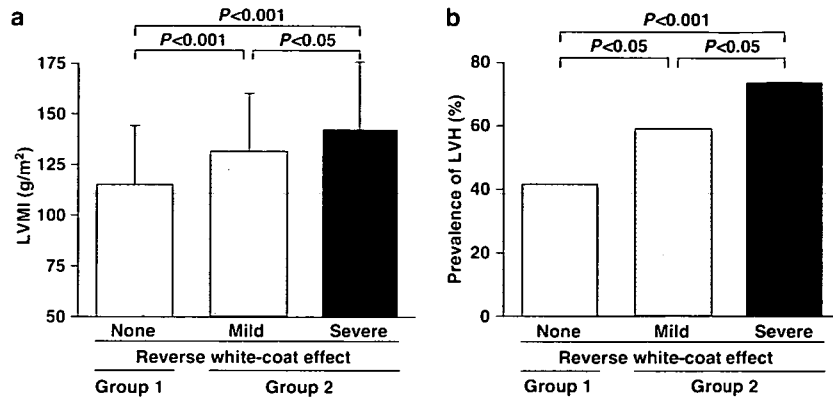 a
P<0.001
P<0.001 P<0.05
175
150
125
100
75
50
LVMI (g/m²)
None Mild Severe
Reverse white-coat effect
Group 1 Group 2
b
P<0.001
P<0.05 P<0.05
80
60
40
20
0
Prevalence of LVH (%)
None Mild Severe
Reverse white-coat effect
Group 1 Group 2